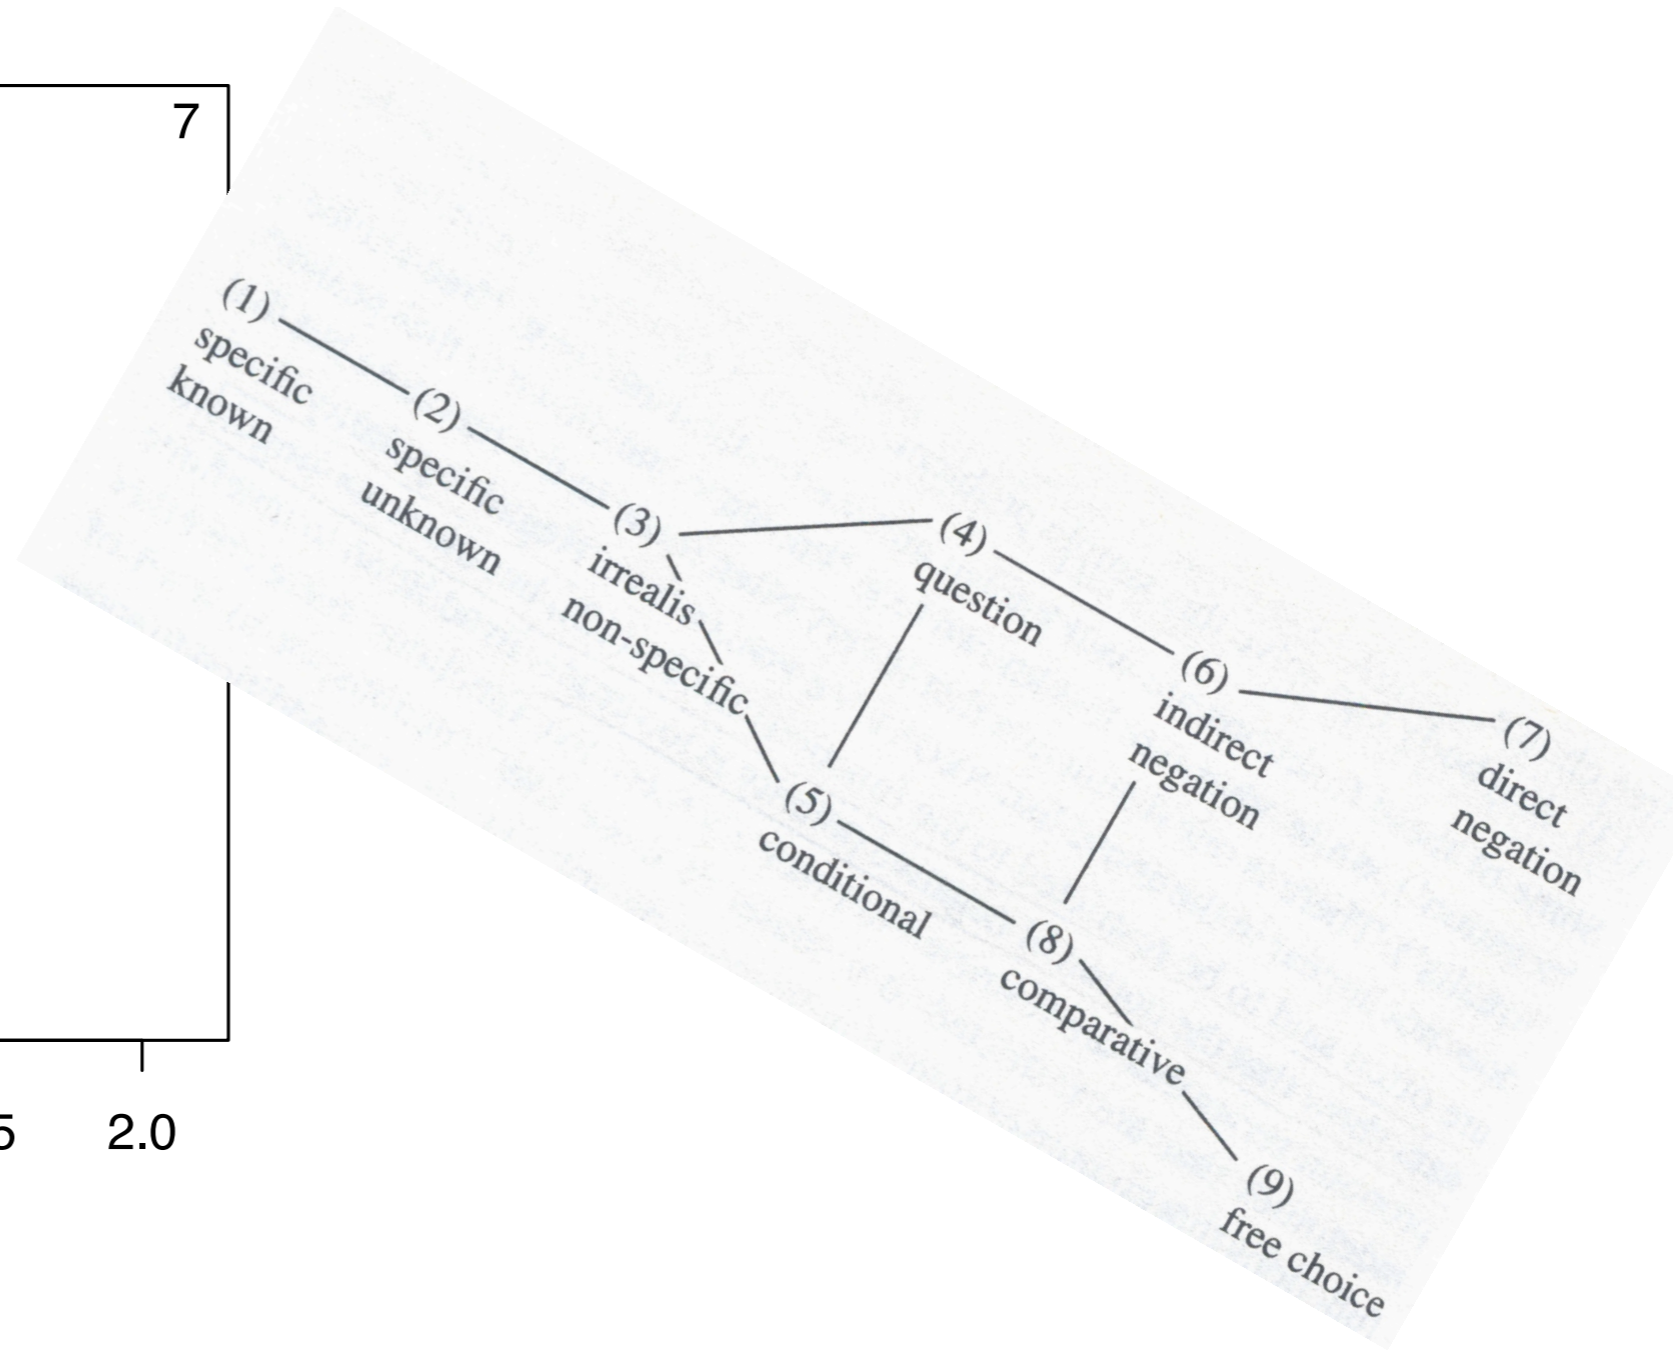 7
(1)
specific
known
(2)
specific
unknown
(3)
irrealis
non-specific
(4)
question
(5)
conditional
(6)
indirect
negation
(7)
direct
negation
(8)
comparative
(9)
free choice
5
2.0